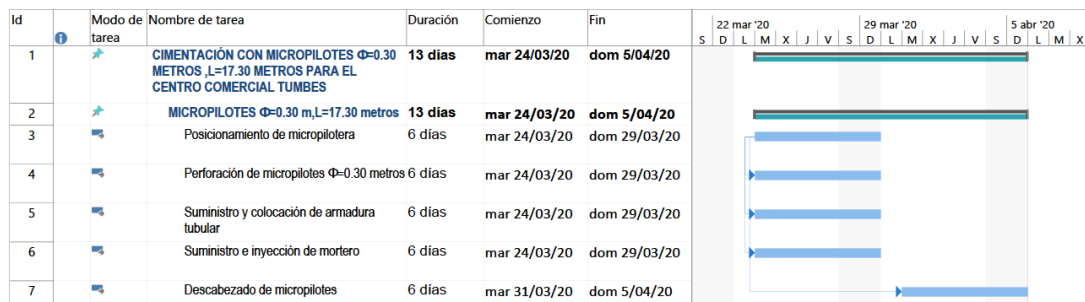 Id Modo de tarea Nombre de tarea Duración Comienzo Fin
22 mar '20 29 mar '20 5 abr '20
S D L M X J V S D L M X J V S D L M X
1 CIMENTACIÓN CON MICROPILOTES Φ=0.30 13 días mar 24/03/20 dom 5/04/20
METROS ,L=17.30 METROS PARA EL
CENTRO COMERCIAL TUMBES
2 MICROPILOTES Φ=0.30 m,L=17.30 metros 13 días mar 24/03/20 dom 5/04/20
3 Posicionamiento de micropilotera 6 días mar 24/03/20 dom 29/03/20
4 Perforación de micropilotes Φ=0.30 metros 6 días mar 24/03/20 dom 29/03/20
5 Suministro y colocación de armadura 6 días mar 24/03/20 dom 29/03/20
tubular
6 Suministro e inyección de mortero 6 días mar 24/03/20 dom 29/03/20
7 Descabezado de micropilotes 6 días mar 31/03/20 dom 5/04/20